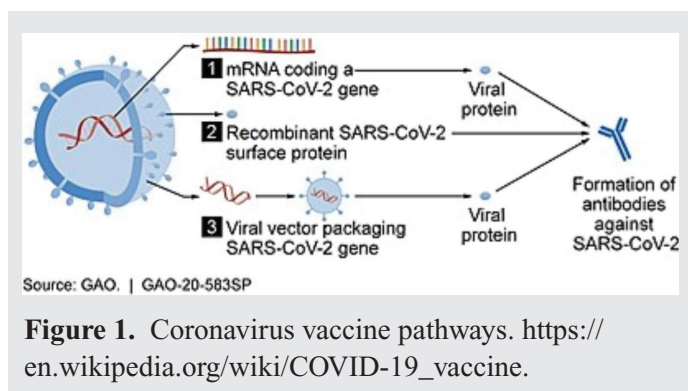 1 mRNA coding a
SARS-CoV-2 gene
Viral
protein
2 Recombinant SARS-CoV-2
surface protein
3 Viral vector packaging
SARS-CoV-2 gene
Viral
protein
Formation of
antibodies
against
SARS-CoV-2
Source: GAO. | GAO-20-583SP
Figure 1. Coronavirus vaccine pathways. https://
en.wikipedia.org/wiki/COVID-19_vaccine.